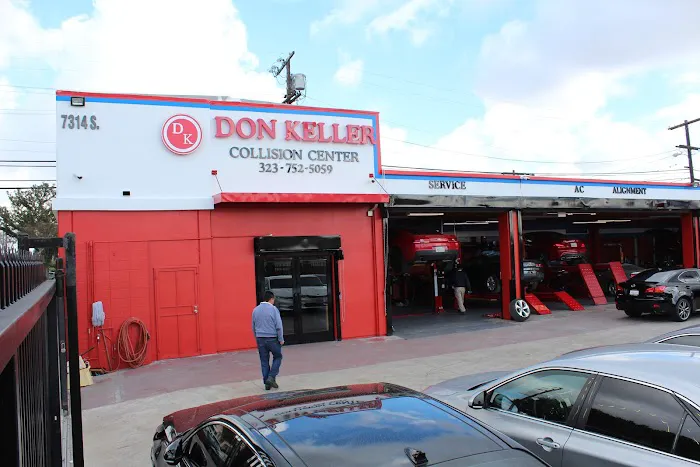 7314 S.
DK
DON KELLER
COLLISION CENTER
323-752-5059
SERVICE
AC
ALIGNMENT